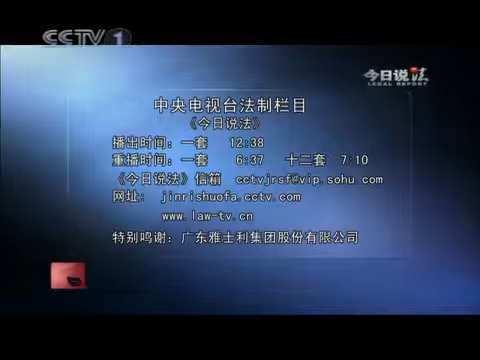 CCTV 1
今日说法
LEGAL REPORT
中央电视台法制栏目
《今日说法》
播出时间：一套 12:38
重播时间：一套 6:37 十二套 7:10
《今日说法》信箱 cctvjrsf@vip.sohu.com
网址： jinrishuofa.cctv.com
www.law-tv.cn
特别鸣谢：广东雅士利集团股份有限公司